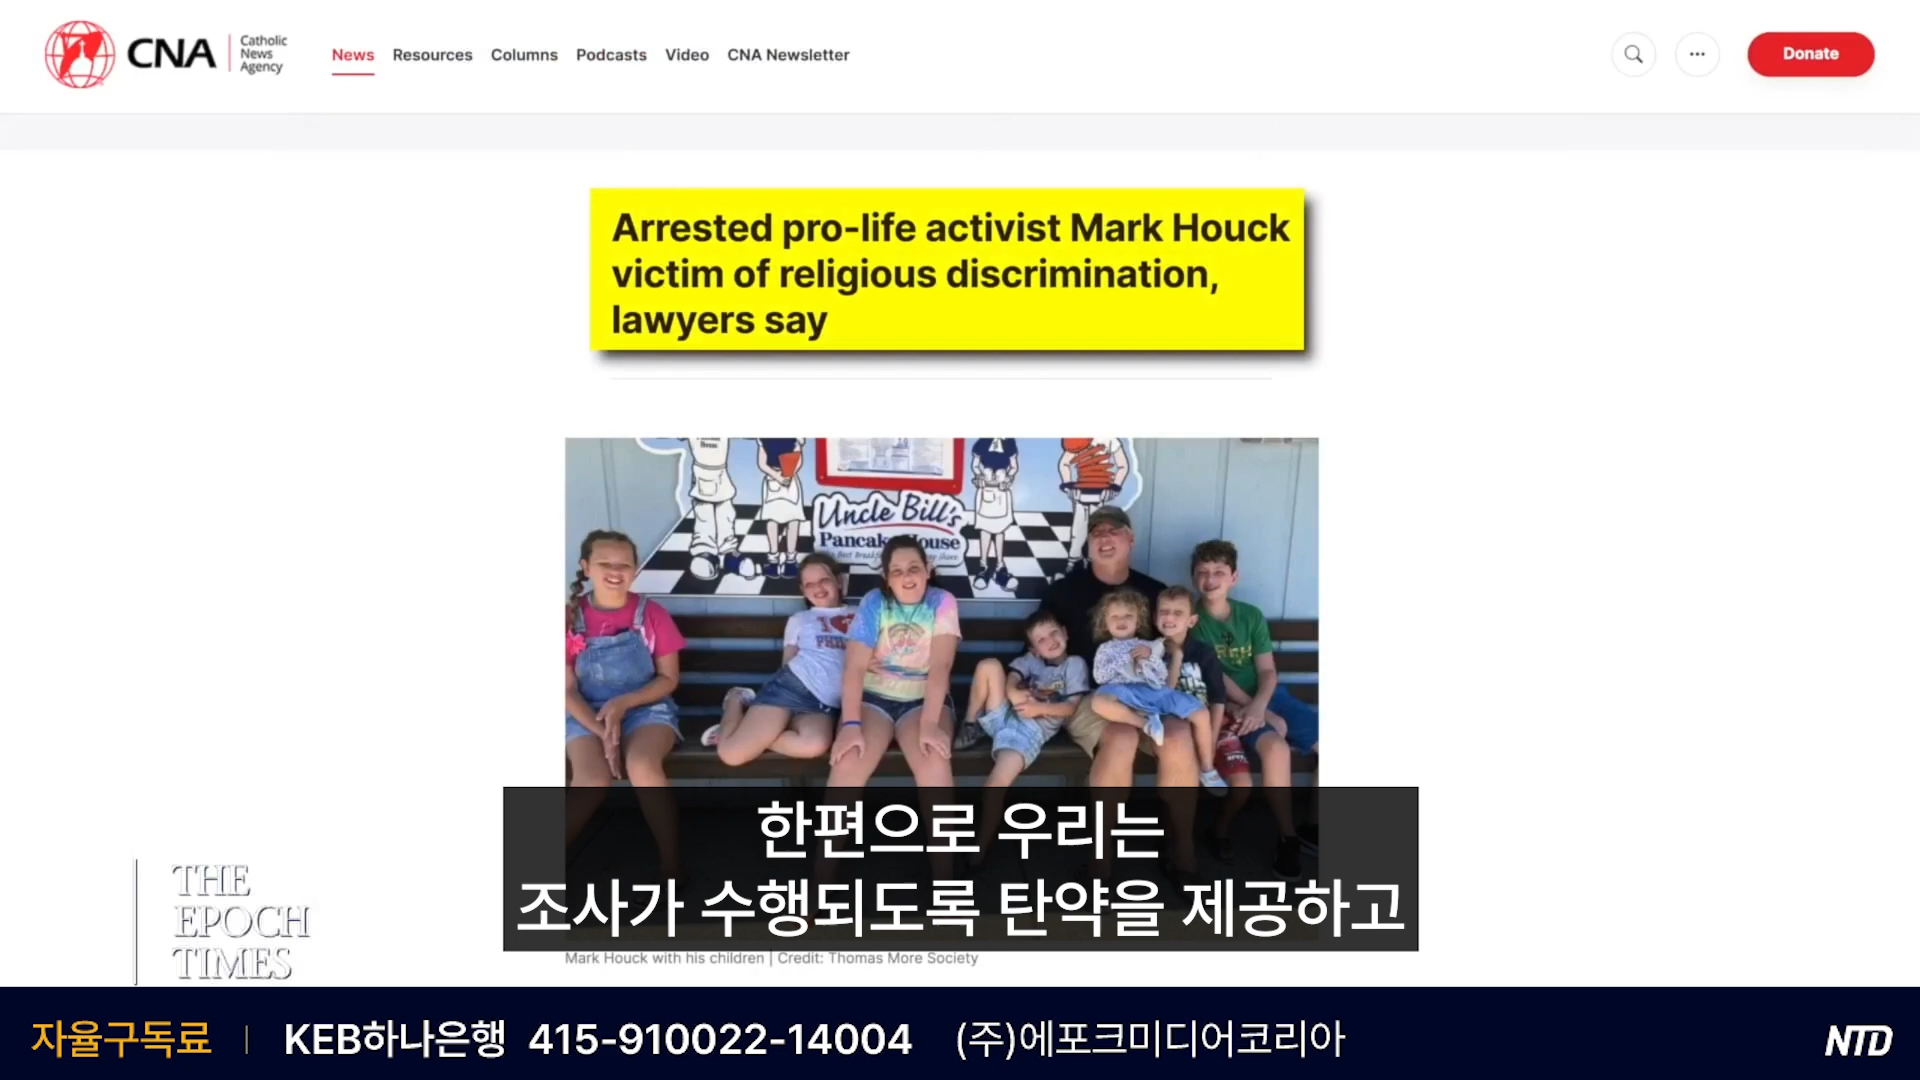 CNA
Catholic
News
Agency
News Resources Columns Podcasts Video CNA Newsletter
Donate
Arrested pro-life activist Mark Houck
victim of religious discrimination,
lawyers say
Uncle Bill's
Pancake House
한편으로 우리는
조사가 수행되도록 탄약을 제공하고
Mark Houck with his children | Credit: Thomas More Society
THE
EPOCH
TIMES
자율구독료 | KEB하나은행 415-910022-14004 (주)에포크미디어코리아
NTD